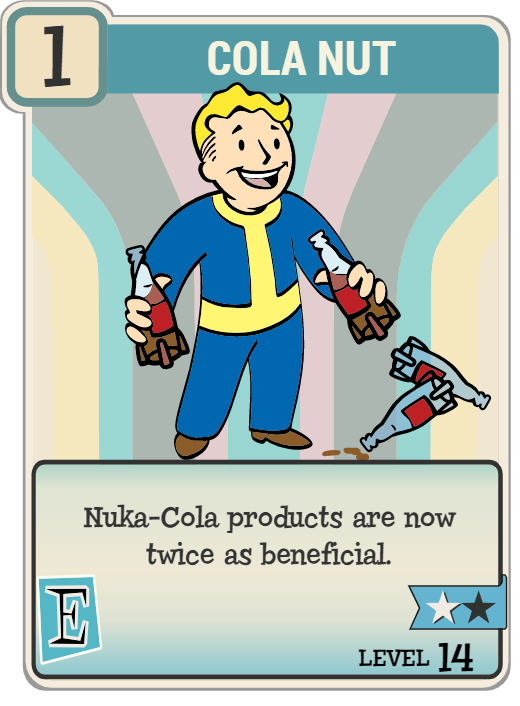 1
COLA NUT
Nuka-Cola products are now
twice as beneficial.
E
LEVEL 14